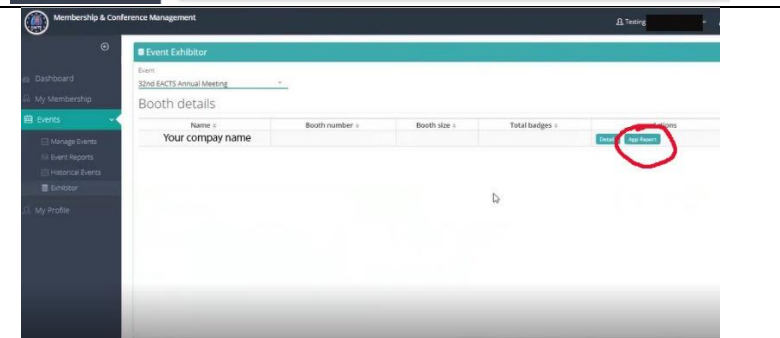 Membership & Conference Management
Testing
Event Exhibitor
Event
32nd EACTS Annual Meeting
Booth details
Name
Booth number
Booth size
Total badges
Your compay name
Details
App Report
Dashboard
My Membership
Events
Manage Events
Event Reports
Historical Events
Exhibitor
My Profile